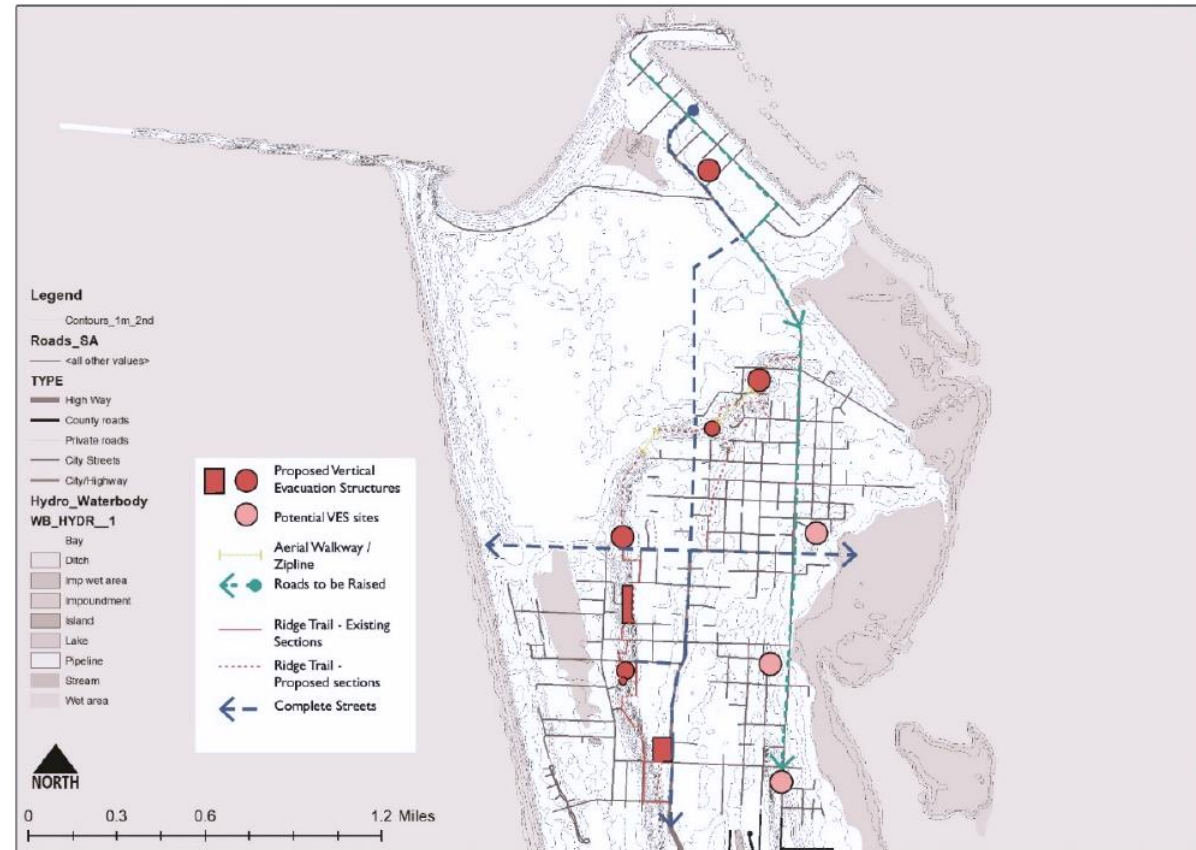 Legend
Contours_1m_2nd
Roads_SA
<all other values>
TYPE
High Way
County roads
Private roads
City Streets
City/Highway
Hydro_Waterbody
WB_HYDR__1
Bay
Ditch
Imp wet area
Impoundment
Island
Lake
Pipeline
Stream
Wet area
Proposed Vertical
Evacuation Structures
Potential VES sites
Aerial Walkway /
Zipline
Roads to be Raised
Ridge Trail - Existing
Sections
Ridge Trail -
Proposed sections
Complete Streets
NORTH
0 0.3 0.6 1.2 Miles